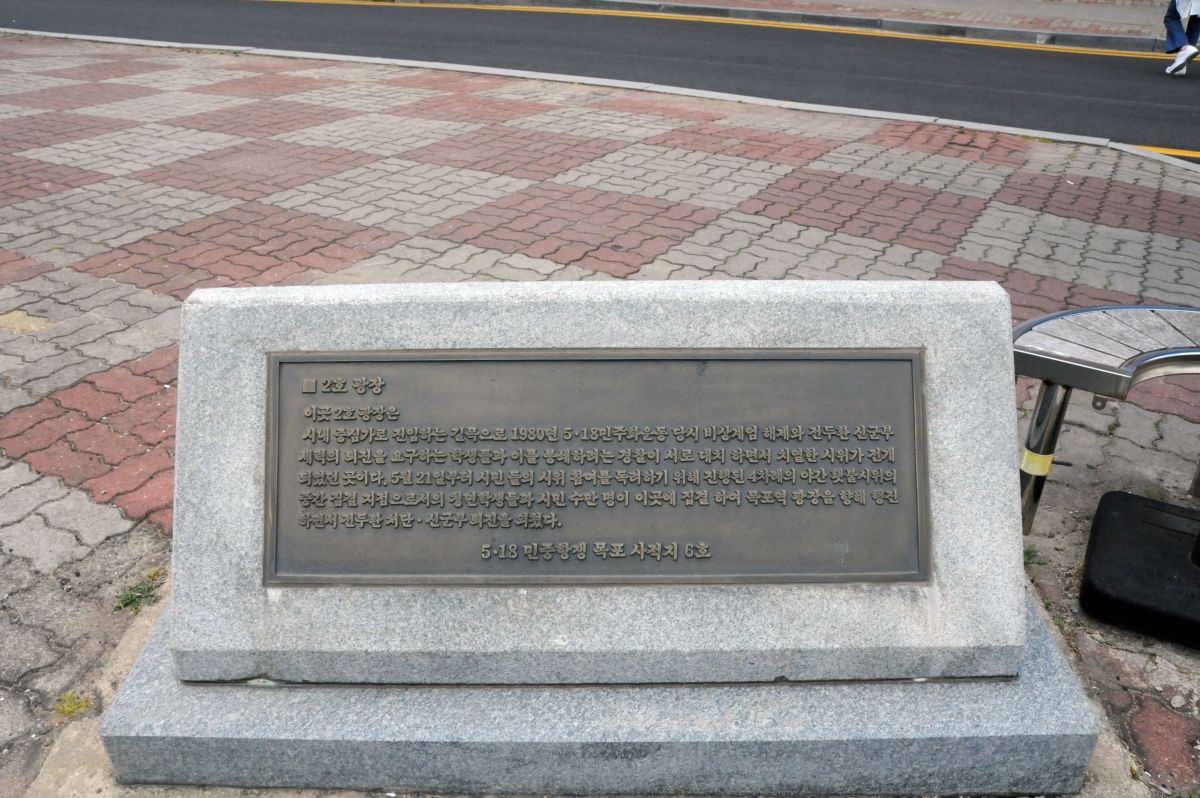 ■ 2호 광장
이곳 2호 광장은
시내 중심가로 진입하는 길목으로 1980년 5·18민주화운동 당시 비상계엄 해제와 전두환 신군부
세력의 퇴진을 요구하는 학생들과 이를 봉쇄하려는 경찰이 서로 대치 하면서 치열한 시위가 전개
되었던 곳이다. 5월 21일부터 시민 들의 시위 참여를 독려하기 위해 진행된 4차례의 야간 횃불시위의
중간 집결 지점으로서의 청년학생들과 시민 수만 명이 이곳에 집결 하여 목포역 광장을 향해 행진
하면서 전두환 처단·신군부퇴진을 외쳤다.
5·18 민중항쟁 목포 사적지 6호